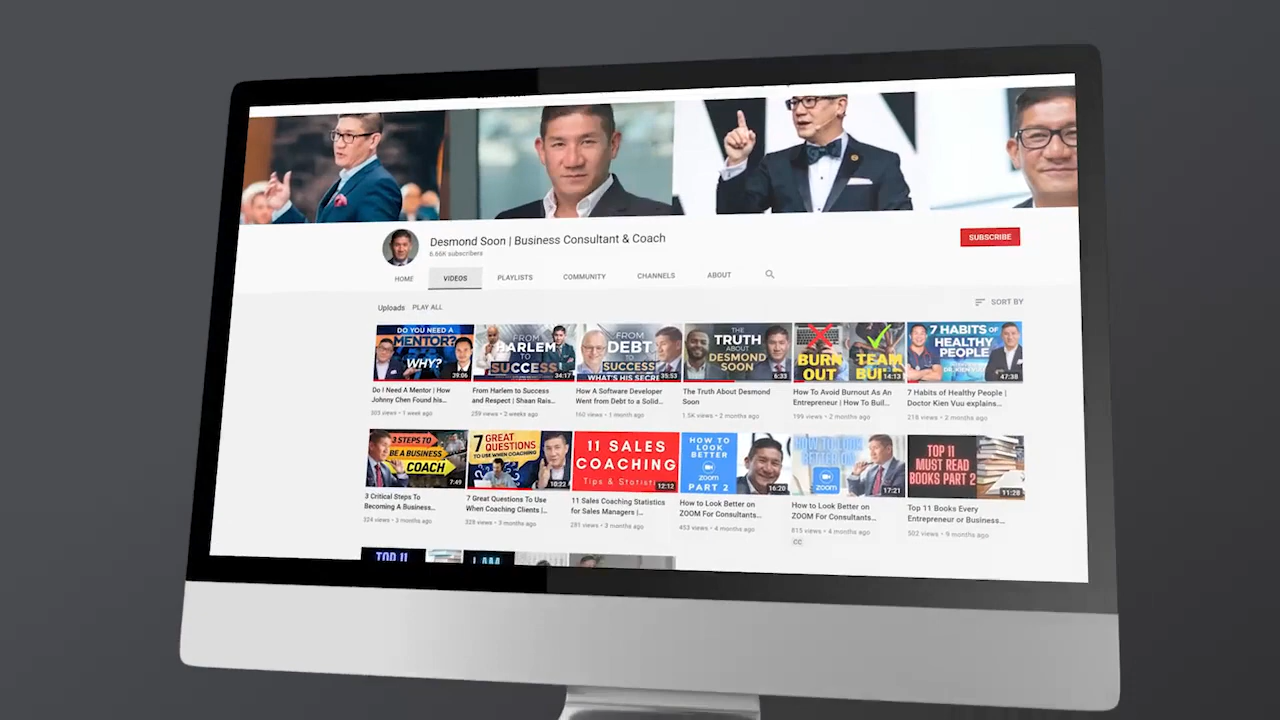 Desmond Soon | Business Consultant & Coach
6.66K subscribers
SUBSCRIBE
HOME VIDEOS PLAYLISTS COMMUNITY CHANNELS ABOUT
Uploads PLAY ALL
SORT BY
DO YOU NEED A
MENTOR?
WHY?
39:06
FROM
HARLEM
TO
SUCCESS
34:17
FROM
DEBT
TO
SUCCESS
WHAT'S HIS SECRE
35:53
THE
TRUTH
ABOUT
DESMOND
SOON
6:33
BURN
OUT
TEAM
BUIL
14:13
7 HABITS OF
HEALTHY
PEOPLE
DR. KIEN VUU
47:38
Do I Need A Mentor | How
Johnny Chen Found his...
303 views • 1 week ago
From Harlem to Success
and Respect | Shaan Rais...
259 views • 3 weeks ago
How A Software Developer
Went from Debt to a Solid...
160 views • 1 month ago
The Truth About Desmond
Soon
1.5K views • 2 months ago
How To Avoid Burnout As An
Entrepreneur | How To Buil...
199 views • 2 months ago
7 Habits of Healthy People |
Doctor Kien Vuu explains...
218 views • 2 months ago
3 STEPS TO
BE A BUSINESS
COACH
7:49
7 GREAT
QUESTIONS
TO USE WHEN COACHING
10:22
11 SALES
COACHING
Tips & Statisti
12:12
HOW TO
LOOK
BETTER
ON
zoom
PART 2
16:20
HOW TO LOOK
BETTER ON
zoom
17:21
TOP 11
MUST READ
BOOKS PART 2
11:28
3 Critical Steps To
Becoming A Business...
324 views • 3 months ago
7 Great Questions To Use
When Coaching Clients |...
329 views • 3 months ago
11 Sales Coaching Statistics
for Sales Managers |...
281 views • 3 months ago
How to Look Better on
ZOOM For Consultants...
453 views • 4 months ago
How to Look Better on
ZOOM For Consultants...
815 views • 4 months ago
CC
Top 11 Books Every
Entrepreneur or Business...
502 views • 9 months ago
TOP 11
I AM